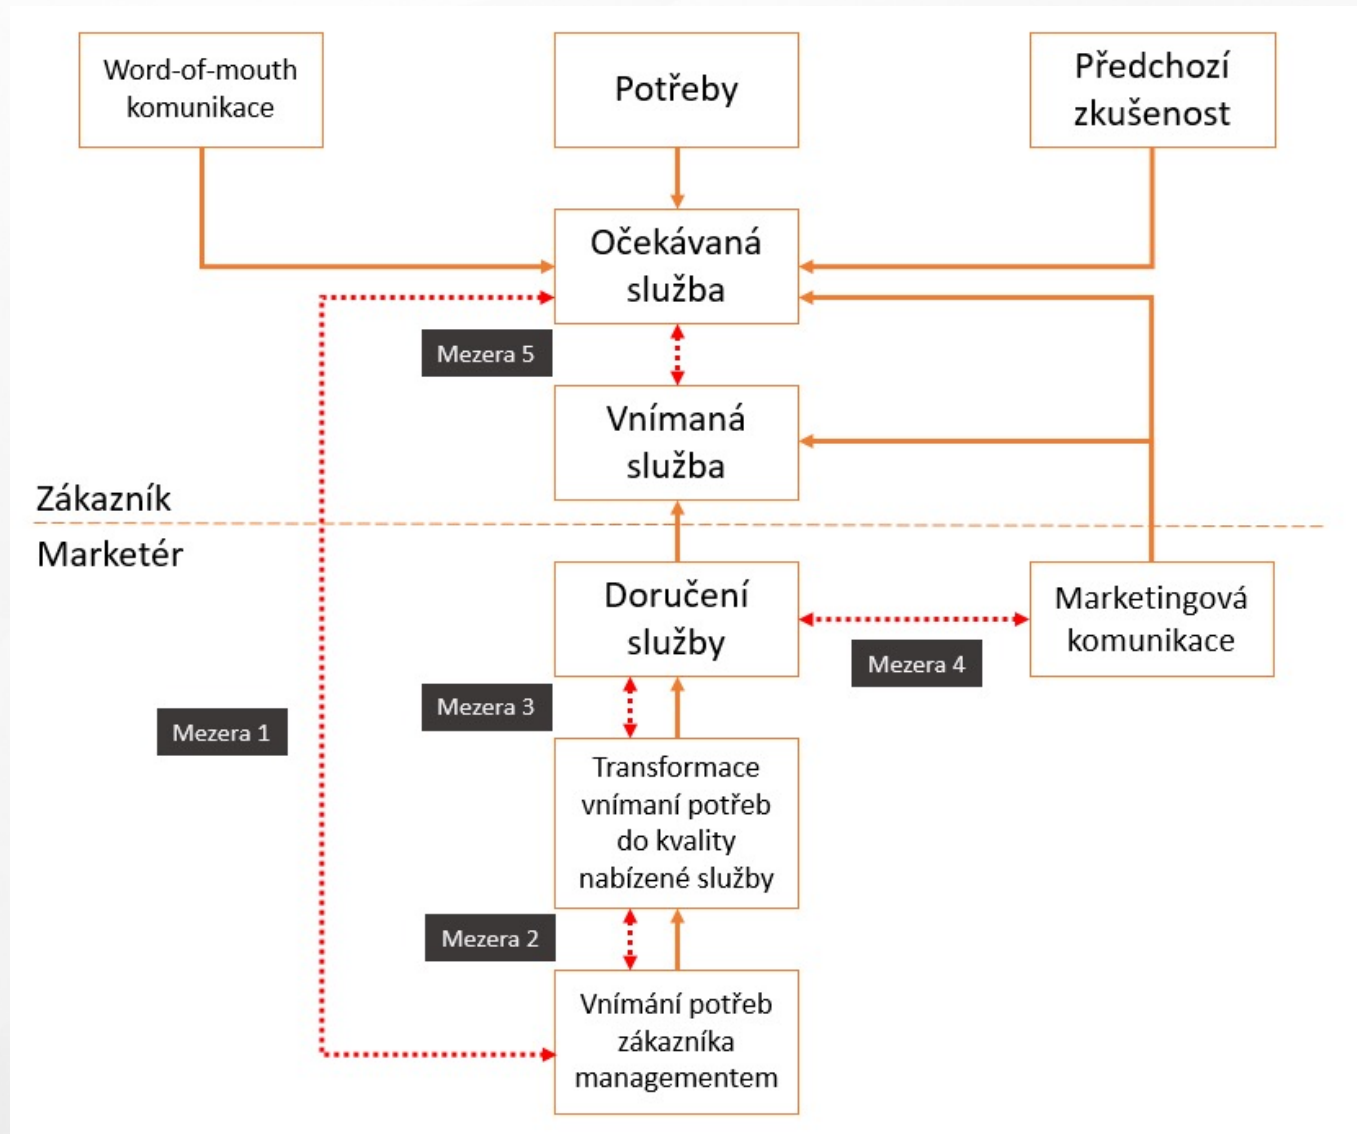 Word-of-mouth
komunikace
Potřeby
Předchozí
zkušenost
Očekávaná
služba
Mezera 5
Vnímaná
služba
Zákazník
Marketér
Doručení
služby
Marketingová
komunikace
Mezera 4
Mezera 3
Mezera 1
Transformace
vnímaní potřeb
do kvality
nabízené služby
Mezera 2
Vnímání potřeb
zákazníka
managementem